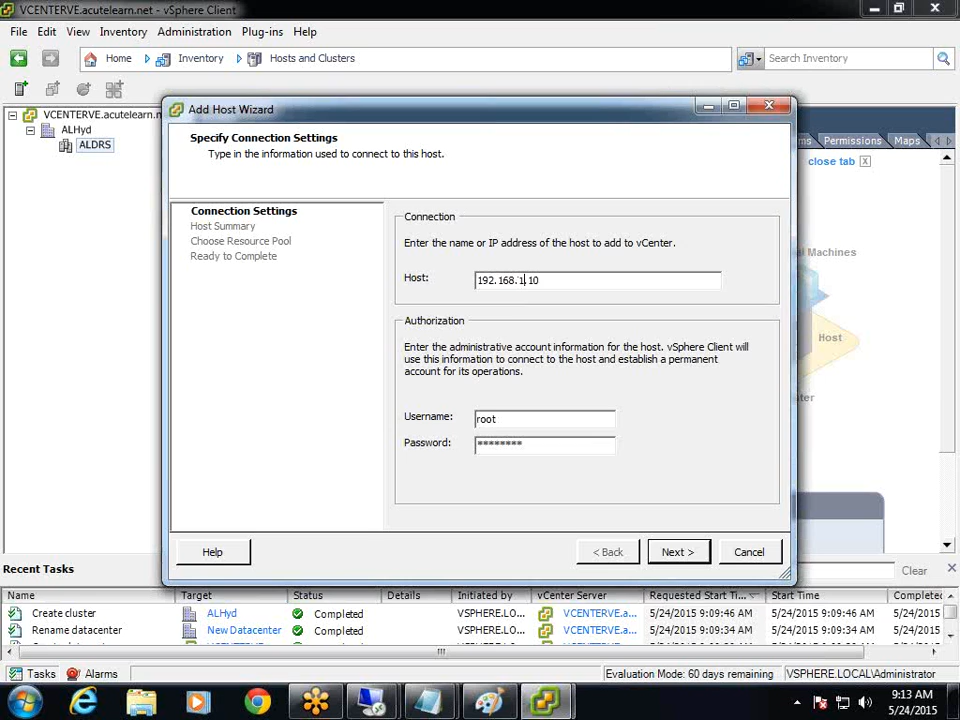 VCENTERVE.acutelearn.net - vSphere Client
File Edit View Inventory Administration Plug-ins Help
Home Inventory Hosts and Clusters
Search Inventory
VCENTERVE.acutelearn.n
ALHyd
ALDRS
Add Host Wizard
Specify Connection Settings
Type in the information used to connect to this host.
Connection Settings
Host Summary
Choose Resource Pool
Ready to Complete
Connection
Enter the name or IP address of the host to add to vCenter.
Host: 192.168.1.10
Authorization
Enter the administrative account information for the host. vSphere Client will
use this information to connect to the host and establish a permanent
account for its operations.
Username: root
Password: ********
Help < Back Next > Cancel
ms Permissions Maps
close tab X
al Machines
Host
ter
Recent Tasks
Clear
Name Target Status Details Initiated by vCenter Server Requested Start Ti... Start Time Completed
Create cluster ALHyd Completed VSPHERE.LO... VCENTERVE.a... 5/24/2015 9:09:46 AM 5/24/2015 9:09:46 AM 5/24/2015
Rename datacenter New Datacenter Completed VSPHERE.LO... VCENTERVE.a... 5/24/2015 9:09:34 AM 5/24/2015 9:09:34 AM 5/24/2015
Tasks Alarms
Evaluation Mode: 60 days remaining VSPHERE.LOCAL\Administrator
9:13 AM
5/24/2015